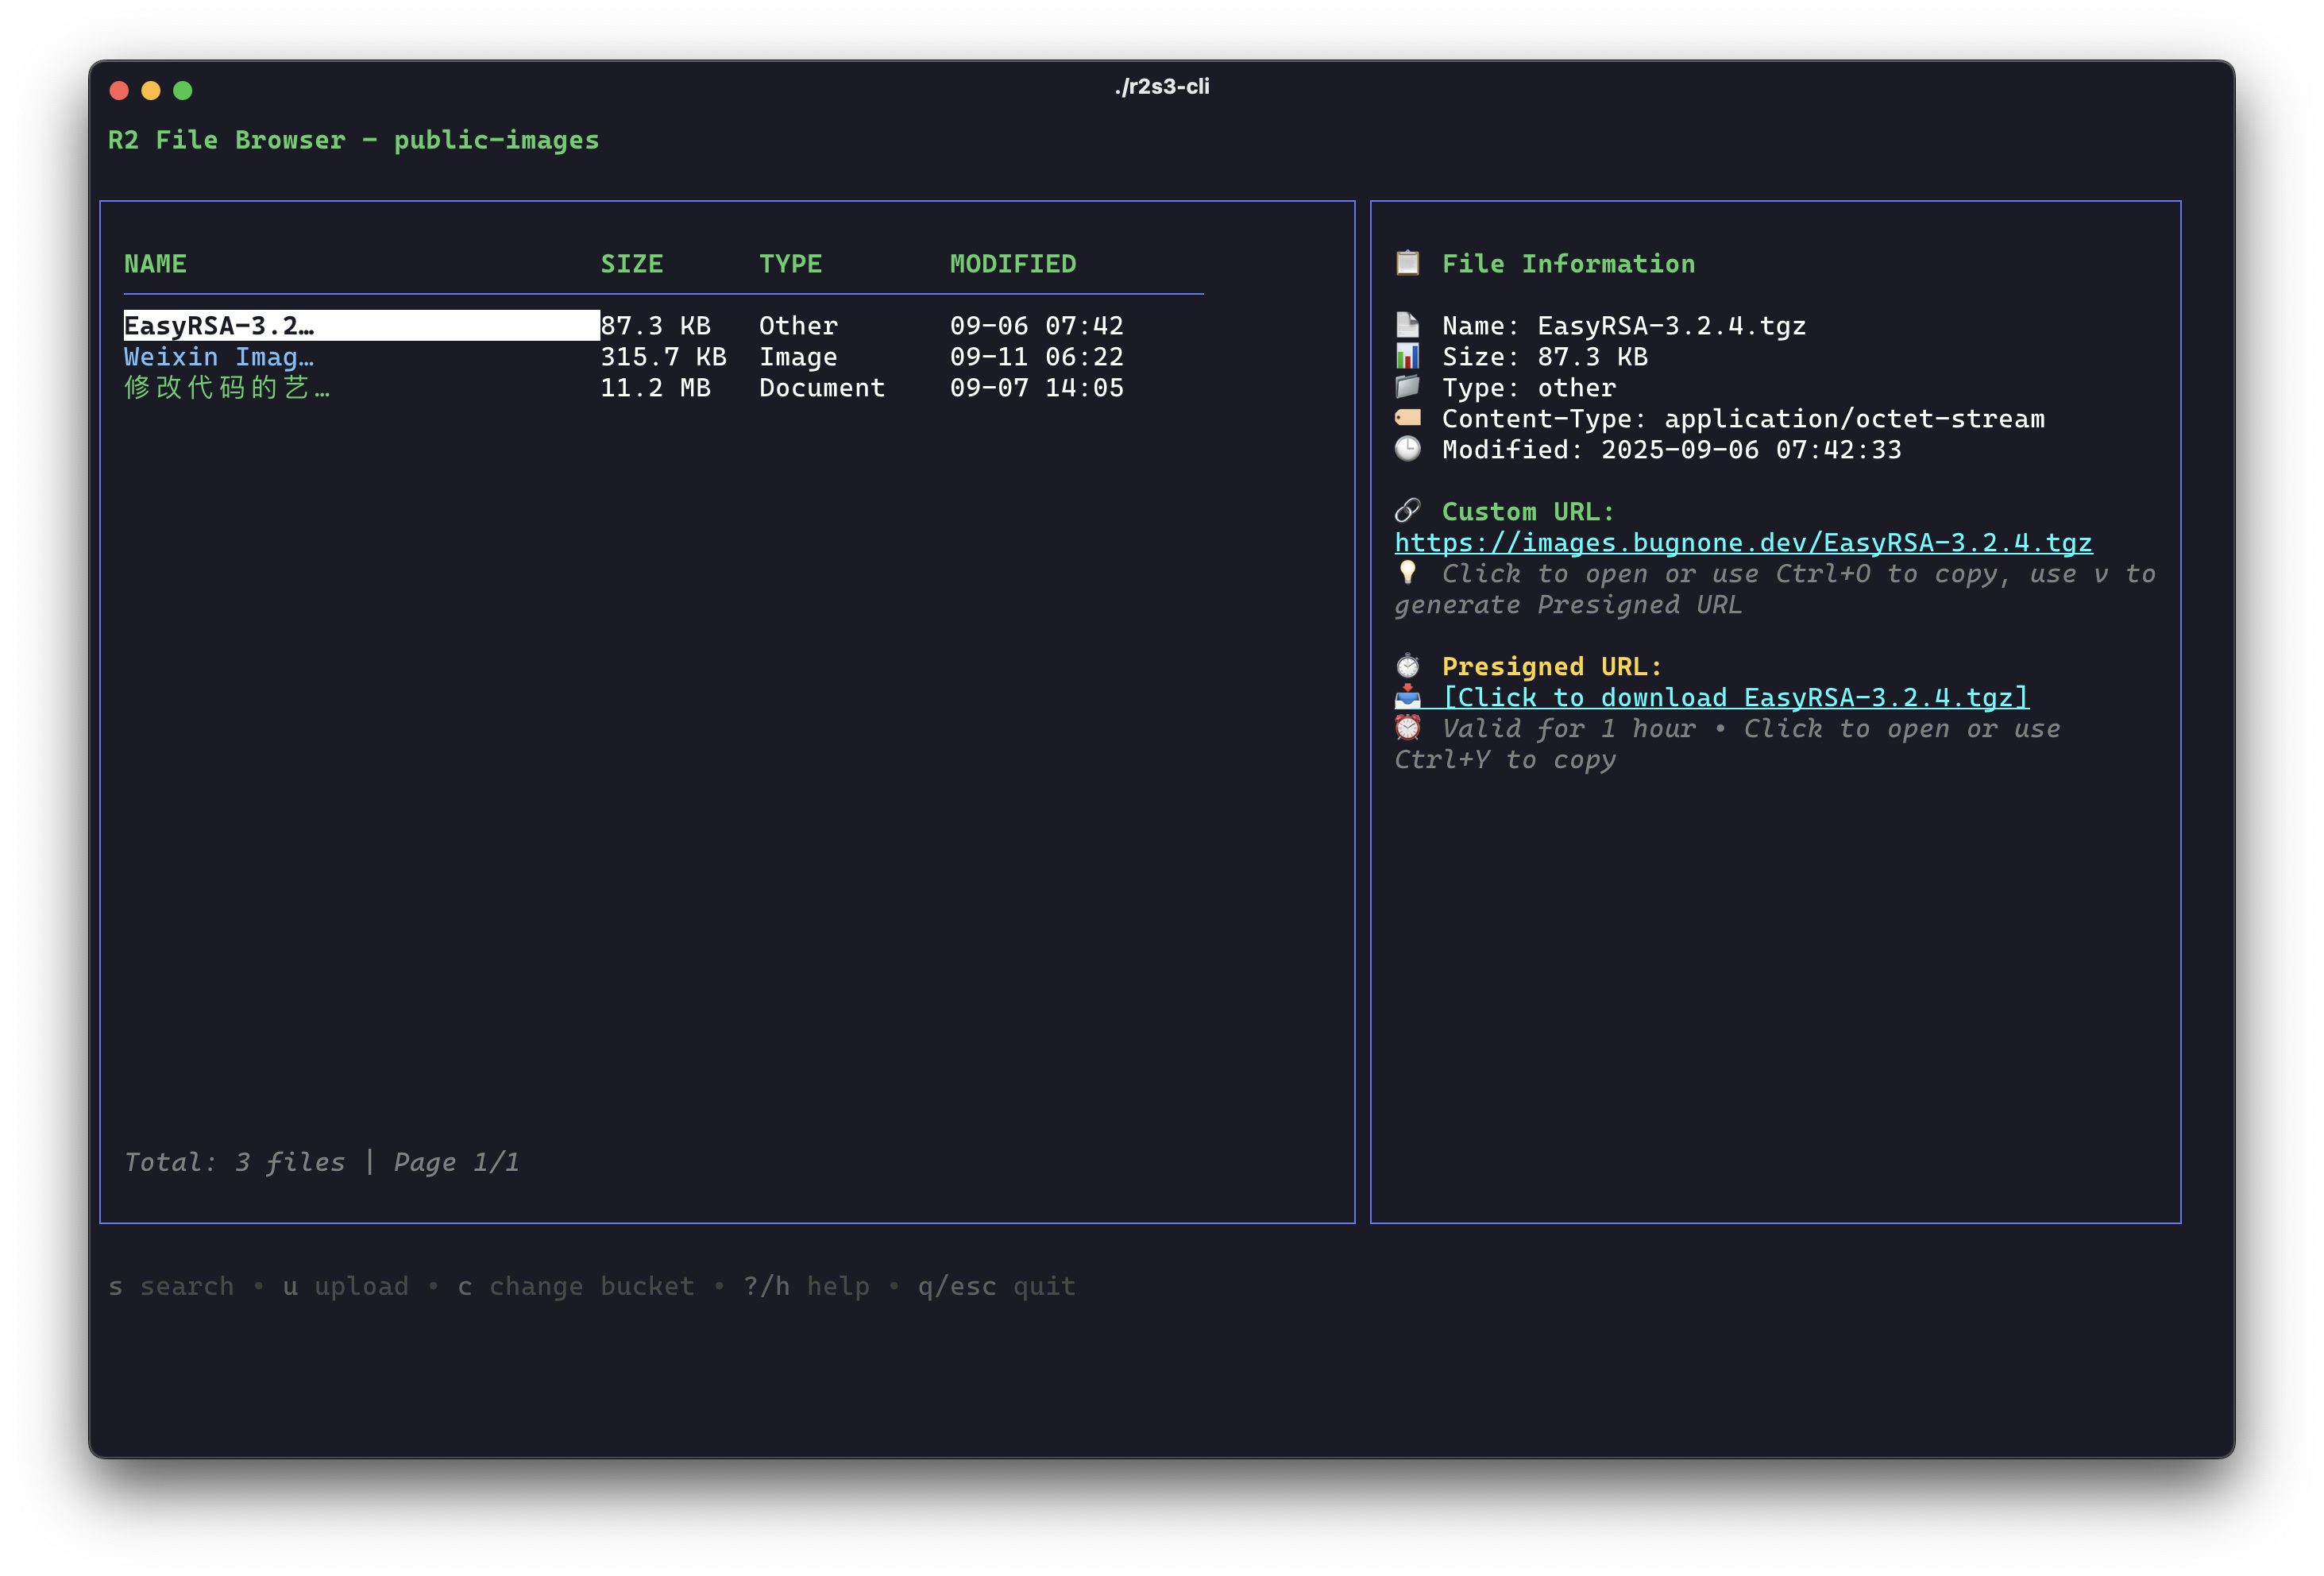 ./r2s3-cli
R2 File Browser - public-images
NAME SIZE TYPE MODIFIED
EasyRSA-3.2… 87.3 KB Other 09-06 07:42
Weixin Imag… 315.7 KB Image 09-11 06:22
修改代码的艺… 11.2 MB Document 09-07 14:05
Total: 3 files | Page 1/1
📋 File Information
📄 Name: EasyRSA-3.2.4.tgz
📊 Size: 87.3 KB
📁 Type: other
🏷️ Content-Type: application/octet-stream
🕒 Modified: 2025-09-06 07:42:33
🔗 Custom URL:
https://images.bugnone.dev/EasyRSA-3.2.4.tgz
💡 Click to open or use Ctrl+O to copy, use v to
generate Presigned URL
⏱️ Presigned URL:
📥 [Click to download EasyRSA-3.2.4.tgz]
⏰ Valid for 1 hour • Click to open or use
Ctrl+Y to copy
s search • u upload • c change bucket • ?/h help • q/esc quit